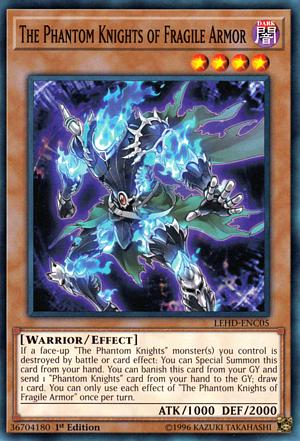 The Phantom Knights of Fragile Armor
DARK
闇
LEHD-ENC05
[WARRIOR/EFFECT]
If a face-up "The Phantom Knights" monster(s) you control
is destroyed by battle or card effect: You can Special Summon this
card from your hand. You can banish this card from your GY and
send 1 "Phantom Knights" card from your hand to the GY; draw
1 card. You can only use each effect of "The Phantom Knights of
Fragile Armor" once per turn.
ATK/1000 DEF/2000
36704180 1st Edition ©1996 KAZUKI TAKAHASHI